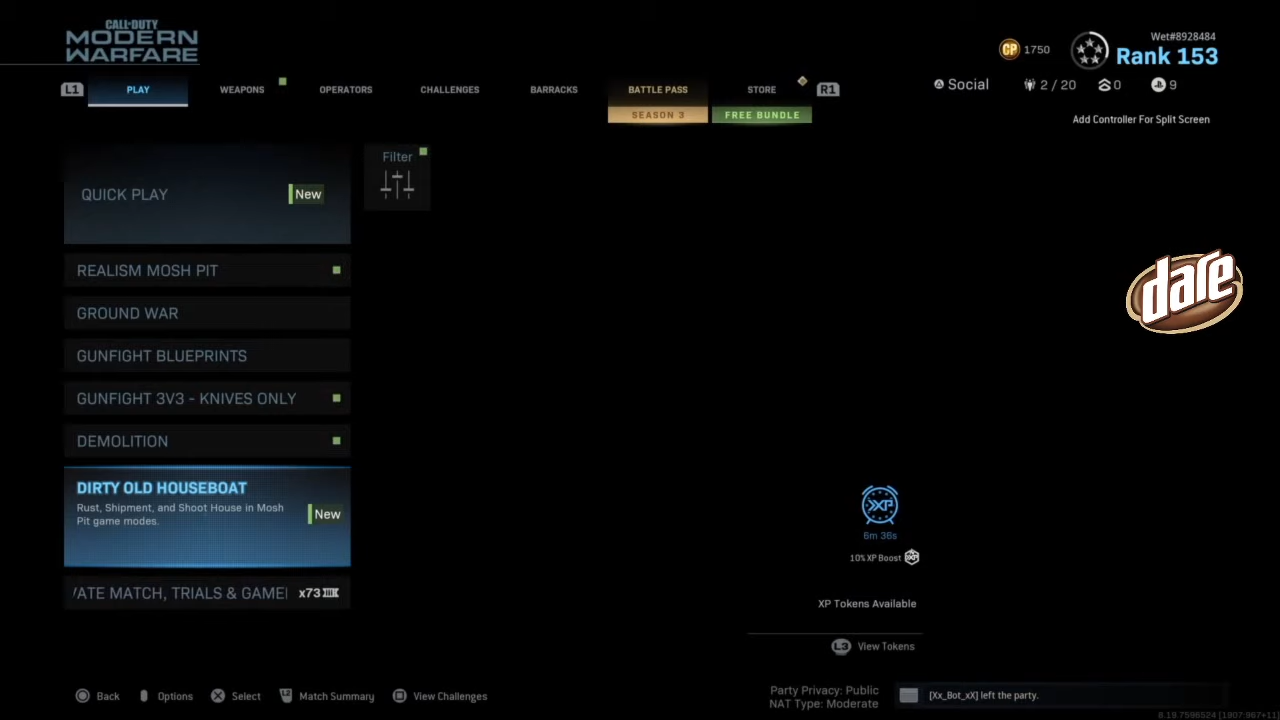 CALL OF DUTY
MODERN
WARFARE
CP 1750
Wet#8928484
Rank 153
L1
PLAY
WEAPONS
OPERATORS
CHALLENGES
BARRACKS
BATTLE PASS
SEASON 3
STORE
FREE BUNDLE
R1
Social
2 / 20
0
9
Add Controller For Split Screen
QUICK PLAY
New
Filter
REALISM MOSH PIT
GROUND WAR
GUNFIGHT BLUEPRINTS
GUNFIGHT 3V3 - KNIVES ONLY
DEMOLITION
DIRTY OLD HOUSEBOAT
Rust, Shipment, and Shoot House in Mosh
Pit game modes.
New
VATE MATCH, TRIALS & GAME
x73
dare
XP
6m 36s
10% XP Boost
XP Tokens Available
L3 View Tokens
Back
Options
Select
Match Summary
View Challenges
Party Privacy: Public
NAT Type: Moderate
[Xx_Bot_xX] left the party.